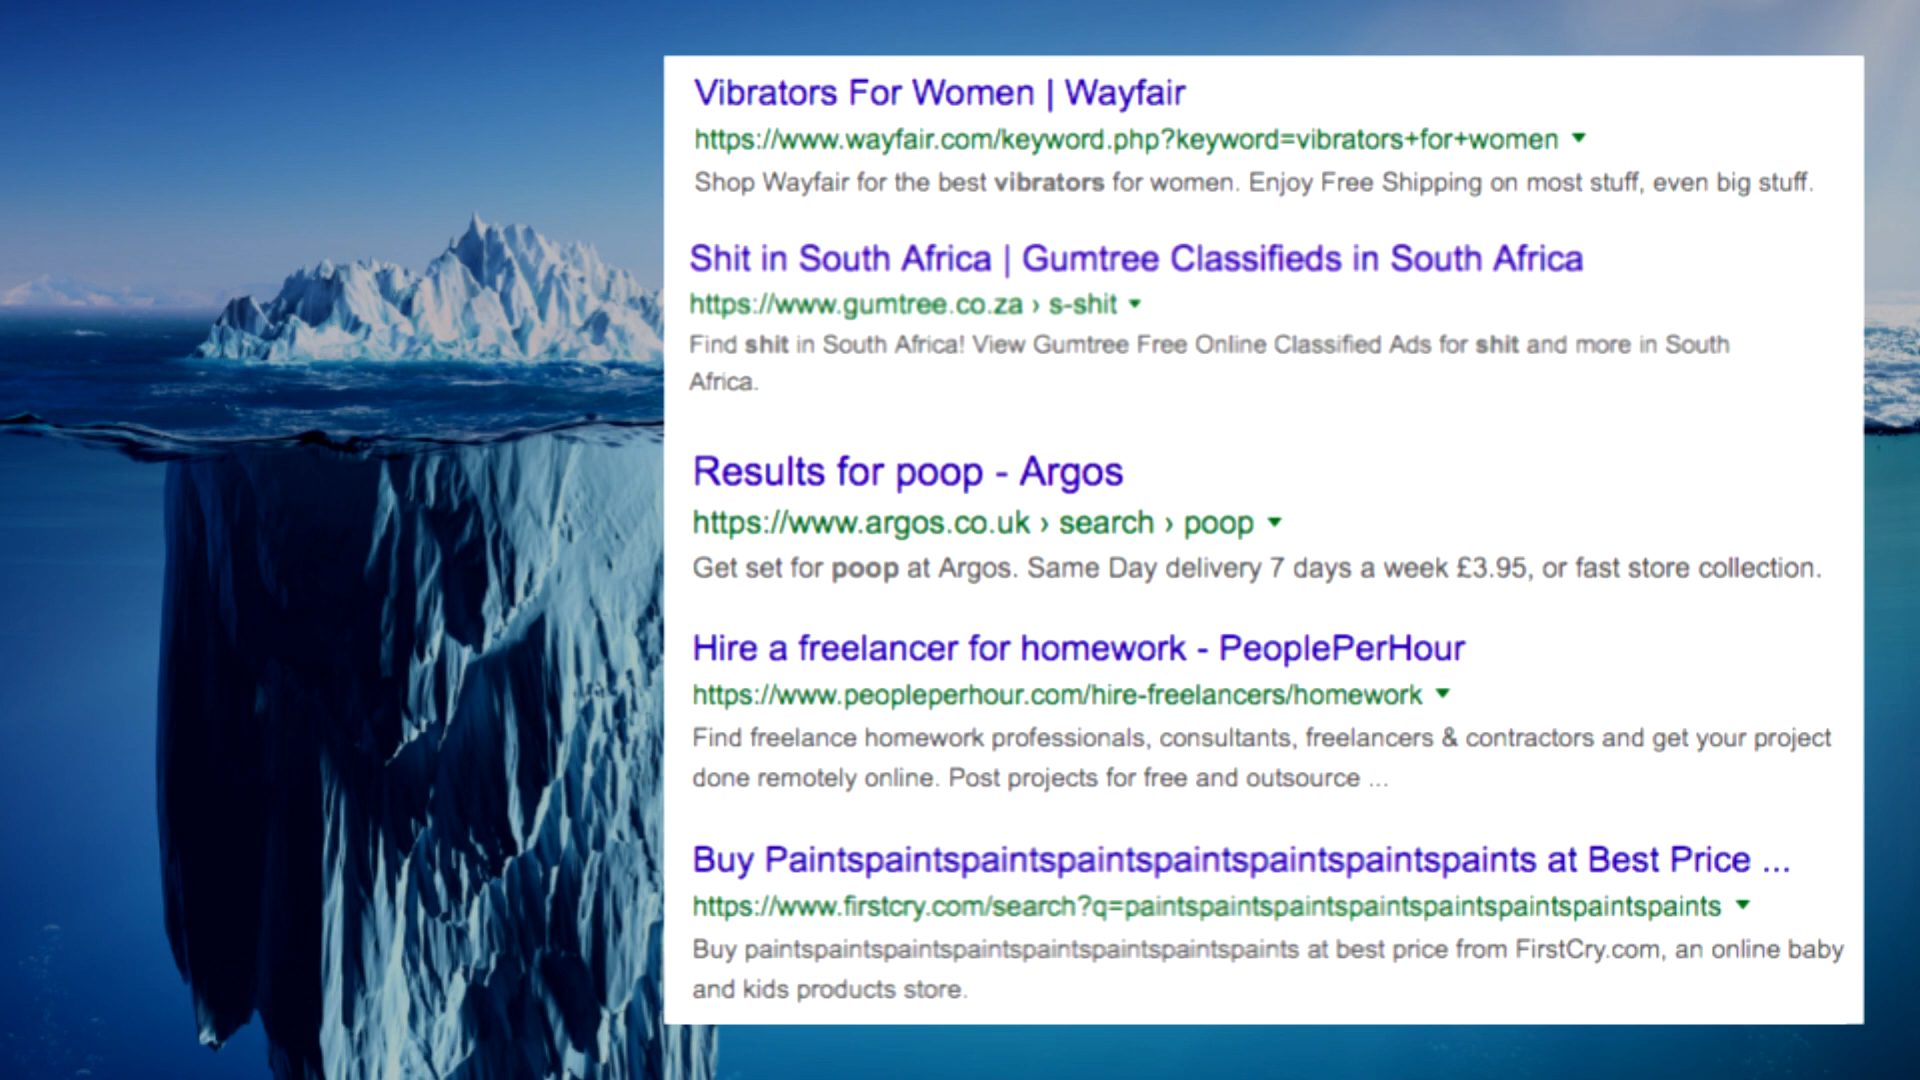 Vibrators For Women | Wayfair
https://www.wayfair.com/keyword.php?keyword=vibrators+for+women
Shop Wayfair for the best vibrators for women. Enjoy Free Shipping on most stuff, even big stuff.
Shit in South Africa | Gumtree Classifieds in South Africa
https://www.gumtree.co.za › s-shit
Find shit in South Africa! View Gumtree Free Online Classified Ads for shit and more in South
Africa.
Results for poop - Argos
https://www.argos.co.uk › search › poop
Get set for poop at Argos. Same Day delivery 7 days a week £3.95, or fast store collection.
Hire a freelancer for homework - PeoplePerHour
https://www.peopleperhour.com/hire-freelancers/homework
Find freelance homework professionals, consultants, freelancers & contractors and get your project
done remotely online. Post projects for free and outsource ...
Buy Paintspaintspaintspaintspaintspaintspaintspaints at Best Price ...
https://www.firstcry.com/search?q=paintspaintspaintspaintspaintspaintspaintspaints
Buy paintspaintspaintspaintspaintspaintspaintspaints at best price from FirstCry.com, an online baby
and kids products store.